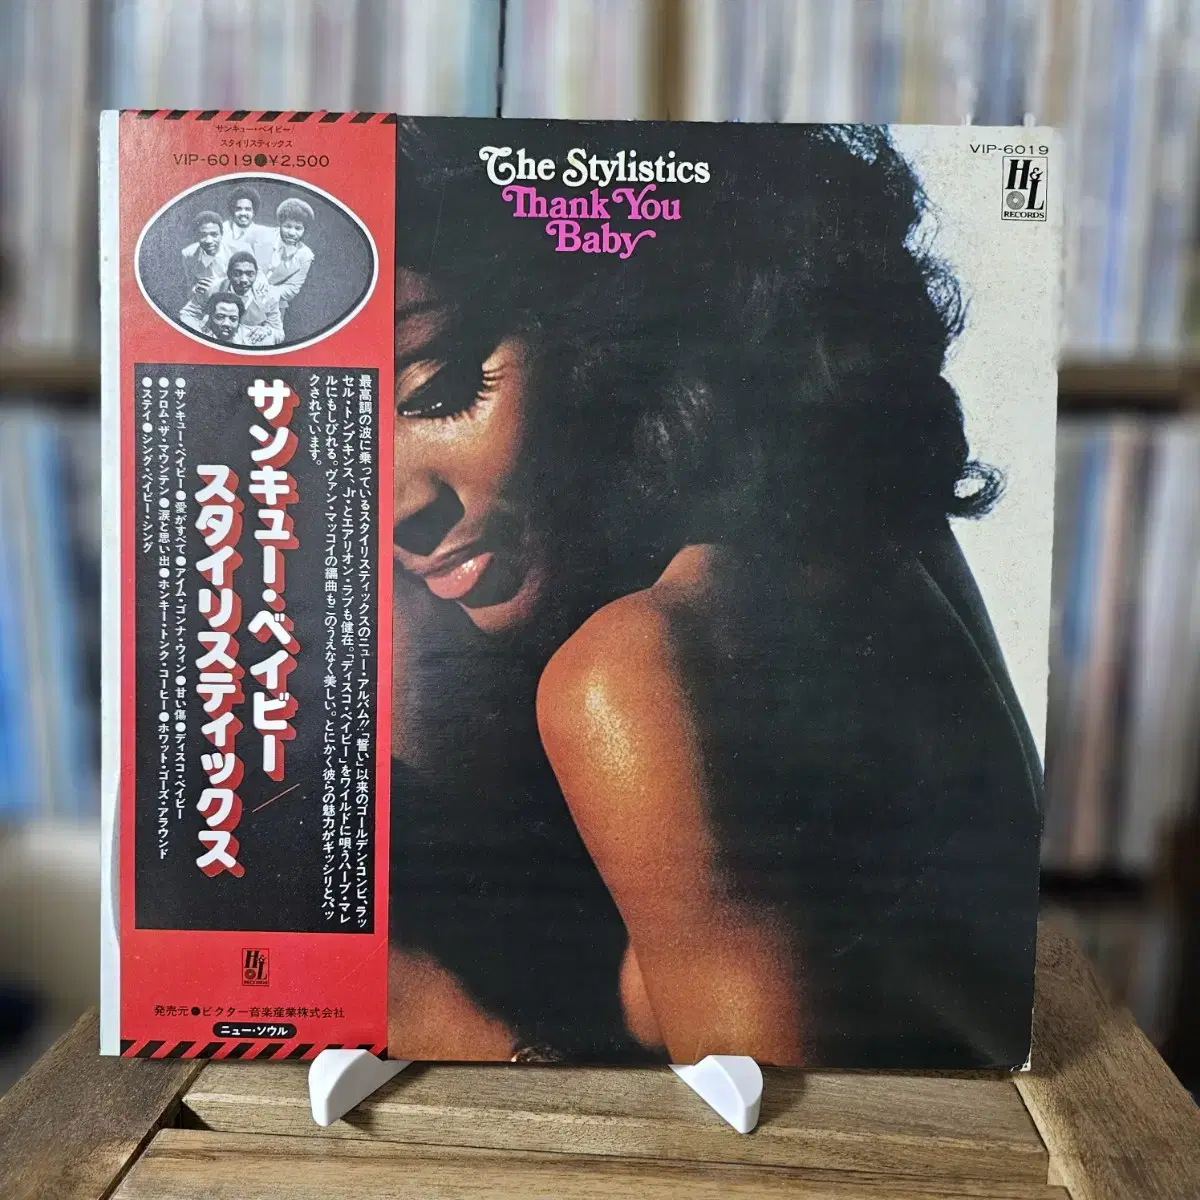 サンキュー・ベイビー/
スタイリスティックス
VIP-6019 ¥2,500
サンキュー・ベイビー/
スタイリスティックス
最高調の波に乗っているスタイリスティックスのニュー・アルバム!!「誓い」以来のゴールデン・コンビ、ラッ
セル・トンプキンス、Jr.とエアリオン・ラブも健在。「ディスコ・ベイビー」をワイルドに唄うハーブ・マレ
ルにもしびれる。ヴァン・マッコイの編曲もこのうえなく美しい。とにかく彼らの魅力がギッシリとパッ
クされています。
●サンキュー・ベイビー●愛がすべて●アイム・ゴンナ・ウィン●甘い傷●ディスコ・ベイビー
●フロム・ザ・マウンテン●涙と思い出●ホンキー・トンク・コーヒー●ホワット・ゴーズ・アラウンド
●ステイ●シング・ベイビー・シング
H&L
RECORDS
発売元●ビクター音楽産業株式会社
ニュー・ソウル
The Stylistics
Thank You
Baby
VIP-6019
H&L
RECORDS